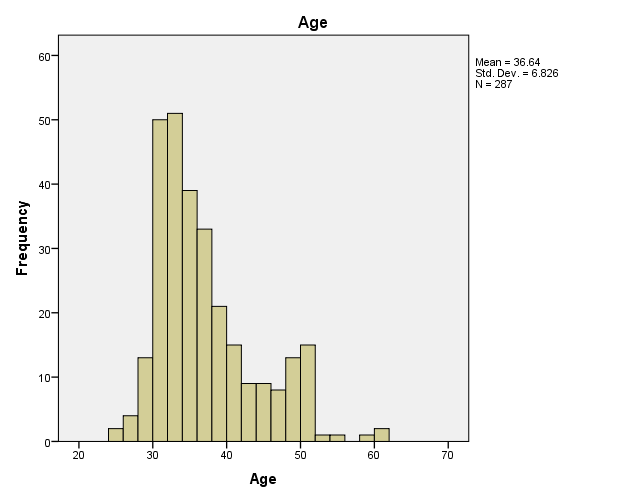 Age
Mean = 36.64
Std. Dev. = 6.826
N = 287
Frequency
60
50
40
30
20
10
0
20 30 40 50 60 70
Age